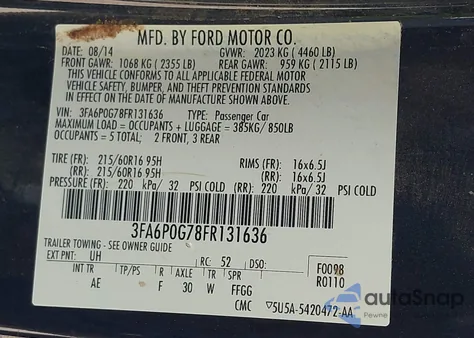 MFD. BY FORD MOTOR CO.
DATE: 08/14 GVWR: 2023 KG ( 4460 LB)
FRONT GAWR: 1068 KG ( 2355 LB) REAR GAWR: 959 KG ( 2115 LB)
THIS VEHICLE CONFORMS TO ALL APPLICABLE FEDERAL MOTOR
VEHICLE SAFETY, BUMPER, AND THEFT PREVENTION STANDARDS
IN EFFECT ON THE DATE OF MANUFACTURE SHOWN ABOVE.
VIN: 3FA6P0G78FR131636 TYPE: Passenger Car
MAXIMUM LOAD = OCCUPANTS + LUGGAGE = 385KG/ 850LB
OCCUPANTS = 5 TOTAL; 2 FRONT, 3 REAR
TIRE (FR): 215/60R16 95H RIMS (FR): 16x6.5J
(RR): 215/60R16 95H (RR): 16x6.5J
PRESSURE (FR): 220 kPa/ 32 PSI COLD (RR): 220 kPa/ 32 PSI COLD
3FA6P0G78FR131636
TRAILER TOWING - SEE OWNER GUIDE
EXT PNT: UH RC: 52 DSO: F0098
INT TR TP/PS R AXLE TR SPR R0110
AE F 30 W FFGG
CMC ▽5U5A-5420472-AA
autoSnap
Pewne